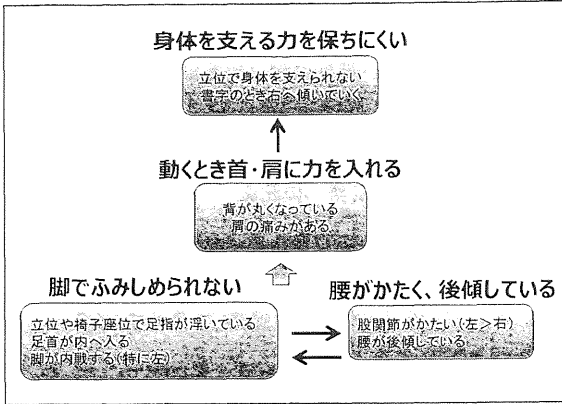 身体を支える力を保ちにくい
立位で身体を支えられない
書字のとき右へ傾いていく
動くとき首・肩に力を入れる
背が丸くなっている
肩の痛みがある
脚でふみしめられない
立位や椅子座位で足指が浮いている
足首が内へ入る
脚が内戦する(特に左)
腰がかたく、後傾している
股関節がかたい(左>右)
腰が後傾している